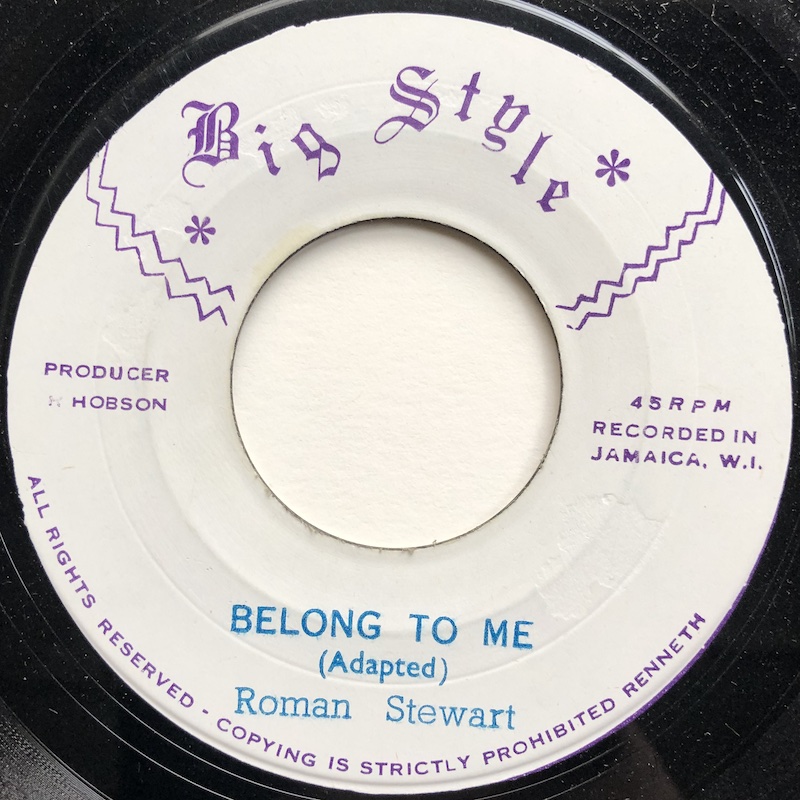 Big Style
PRODUCER
HOBSON
45 RPM
RECORDED IN
JAMAICA, W.I.
BELONG TO ME
(Adapted)
Roman Stewart
ALL RIGHTS RESERVED - COPYING IS STRICTLY PROHIBITED RENNETH